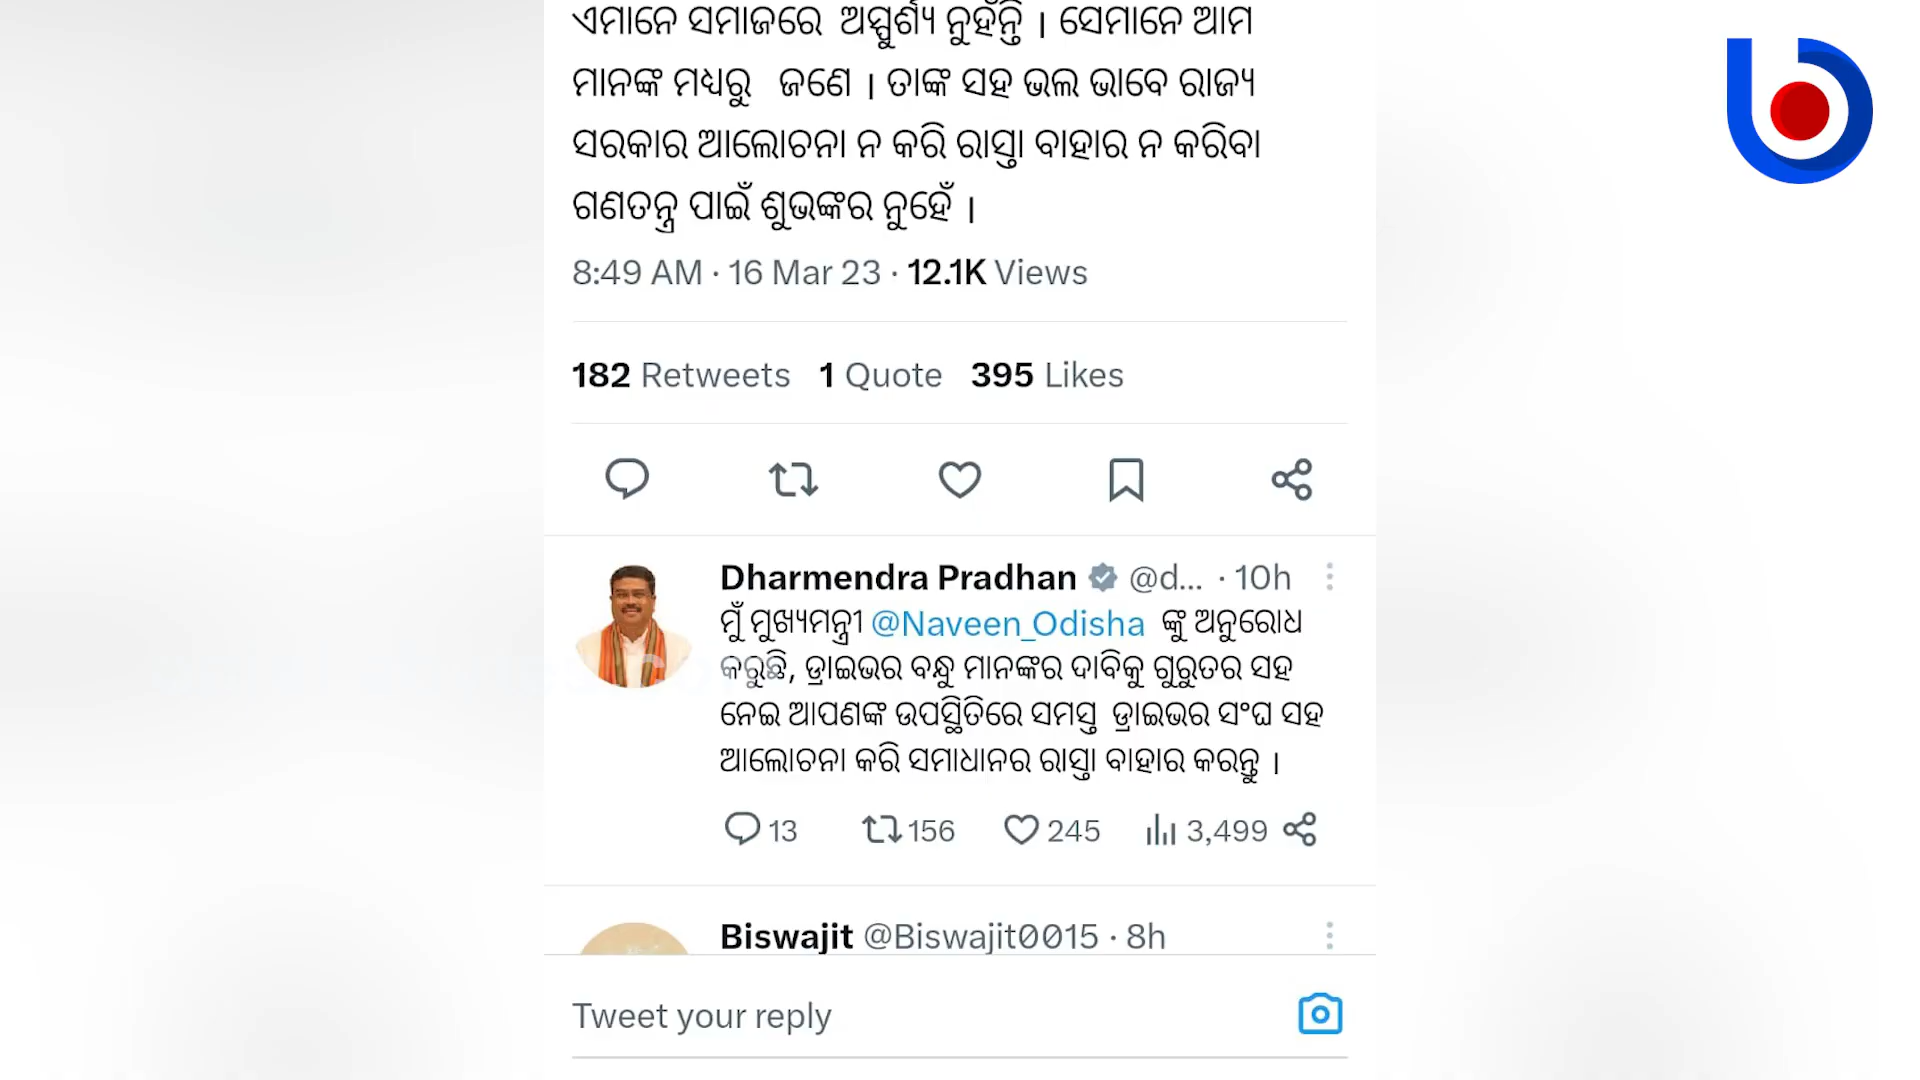 ଏମାନେ ସମାଜରେ ଅସ୍ପୁର୍ଶ୍ୟ ନୁହଁନ୍ତି । ସେମାନେ ଆମ
ମାନଙ୍କ ମଧ୍ୟରୁ ଜଣେ । ତାଙ୍କ ସହ ଭଲ ଭାବେ ରାଜ୍ୟ
ସରକାର ଆଲୋଚନା ନ କରି ରାସ୍ତା ବାହାର ନ କରିବା
ଗଣତନ୍ତ୍ର ପାଇଁ ଶୁଭଙ୍କର ନୁହେଁ ।
8:49 AM · 16 Mar 23 · 12.1K Views
182 Retweets 1 Quote 395 Likes
Dharmendra Pradhan @d... · 10h
ମୁଁ ମୁଖ୍ୟମନ୍ତ୍ରୀ @Naveen_Odisha ଙ୍କୁ ଅନୁରୋଧ
କରୁଛି, ଡ଼୍ରାଇଭର ବନ୍ଧୁ ମାନଙ୍କର ଦାବିକୁ ଗୁରୁତର ସହ
ନେଇ ଆପଣଙ୍କ ଉପସ୍ଥିତିରେ ସମସ୍ତ ଡ଼୍ରାଇଭର ସଂଘ ସହ
ଆଲୋଚନା କରି ସମାଧାନର ରାସ୍ତା ବାହାର କରନ୍ତୁ ।
13 156 245 3,499
Biswajit @Biswajit0015 · 8h
Tweet your reply